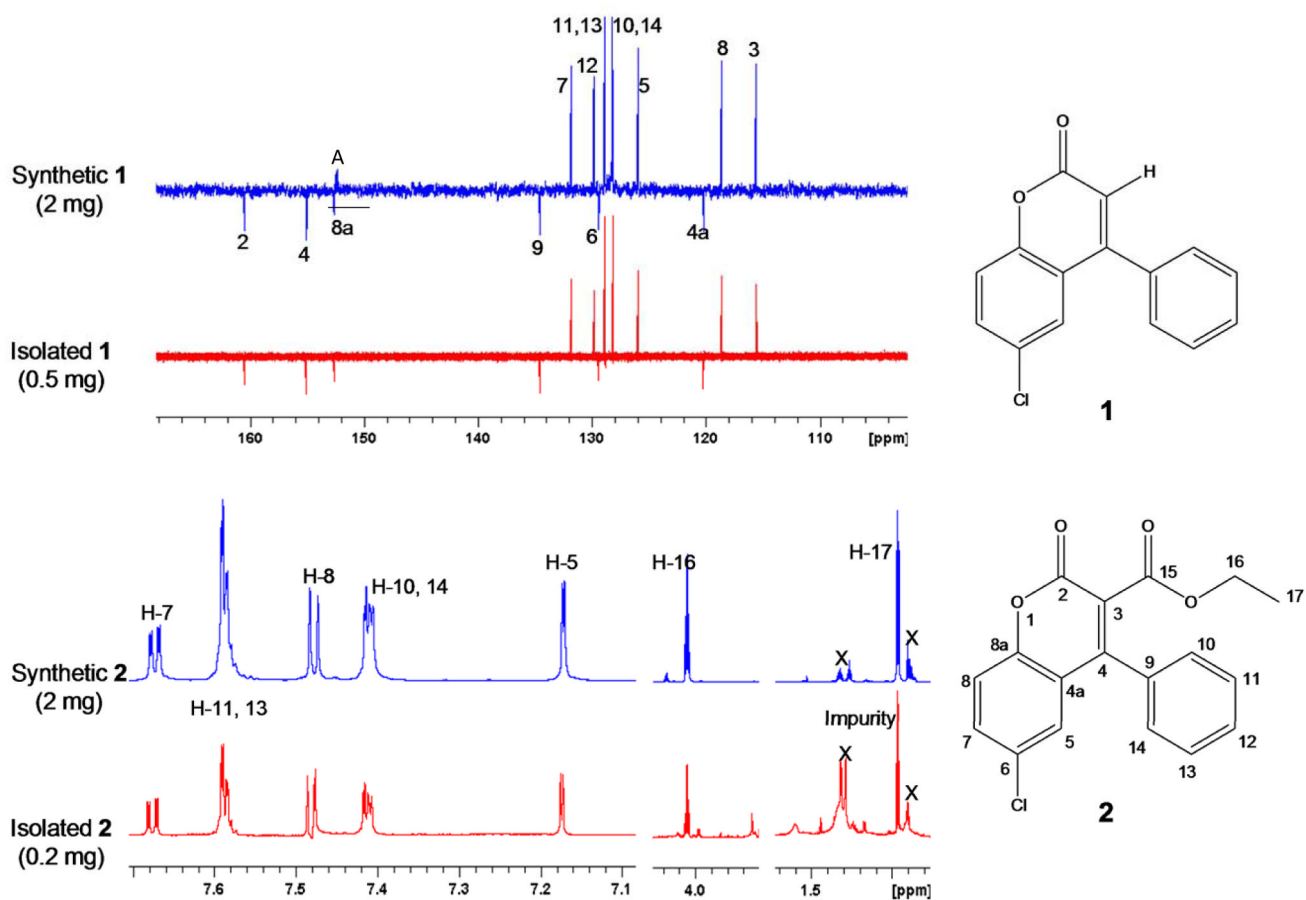 11,13 10,14
8 3
7 12 5
A
Synthetic 1
(2 mg)
2 4 8a 9 6 4a
Isolated 1
(0.5 mg)
160 150 140 130 120 110 [ppm]
O
H
O
Cl
1
H-7 H-8 H-10, 14 H-5 H-16 H-17
X X
Synthetic 2
(2 mg)
H-11, 13
Impurity
X X
Isolated 2
(0.2 mg)
7.6 7.5 7.4 7.3 7.2 7.1 4.0 1.5 [ppm]
O O
16
15
17
2
O
1 3 O
8a 10
9
8 4 11
4a
7 5 14 12
6 13
Cl
2